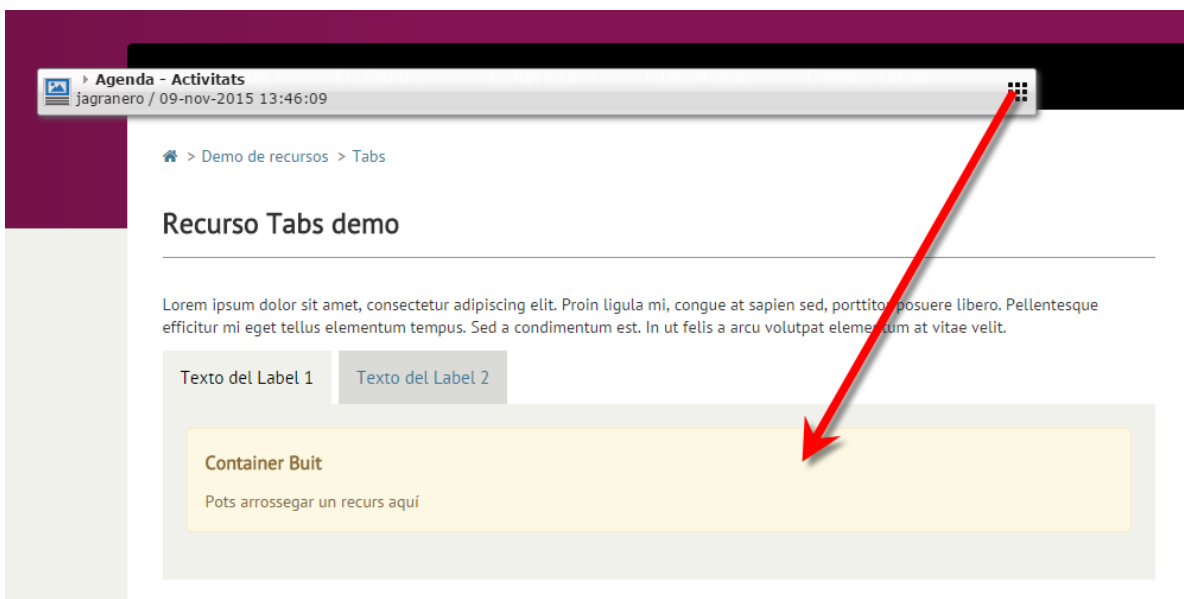 Agenda - Activitats
jagranero / 09-nov-2015 13:46:09
> Demo de recursos > Tabs
Recurso Tabs demo
Lorem ipsum dolor sit amet, consectetur adipiscing elit. Proin ligula mi, congue at sapien sed, porttitor posuere libero. Pellentesque
efficitur mi eget tellus elementum tempus. Sed a condimentum est. In ut felis a arcu volutpat elementum at vitae velit.
Texto del Label 1 Texto del Label 2
Container Buit
Pots arrossegar un recurs aquí